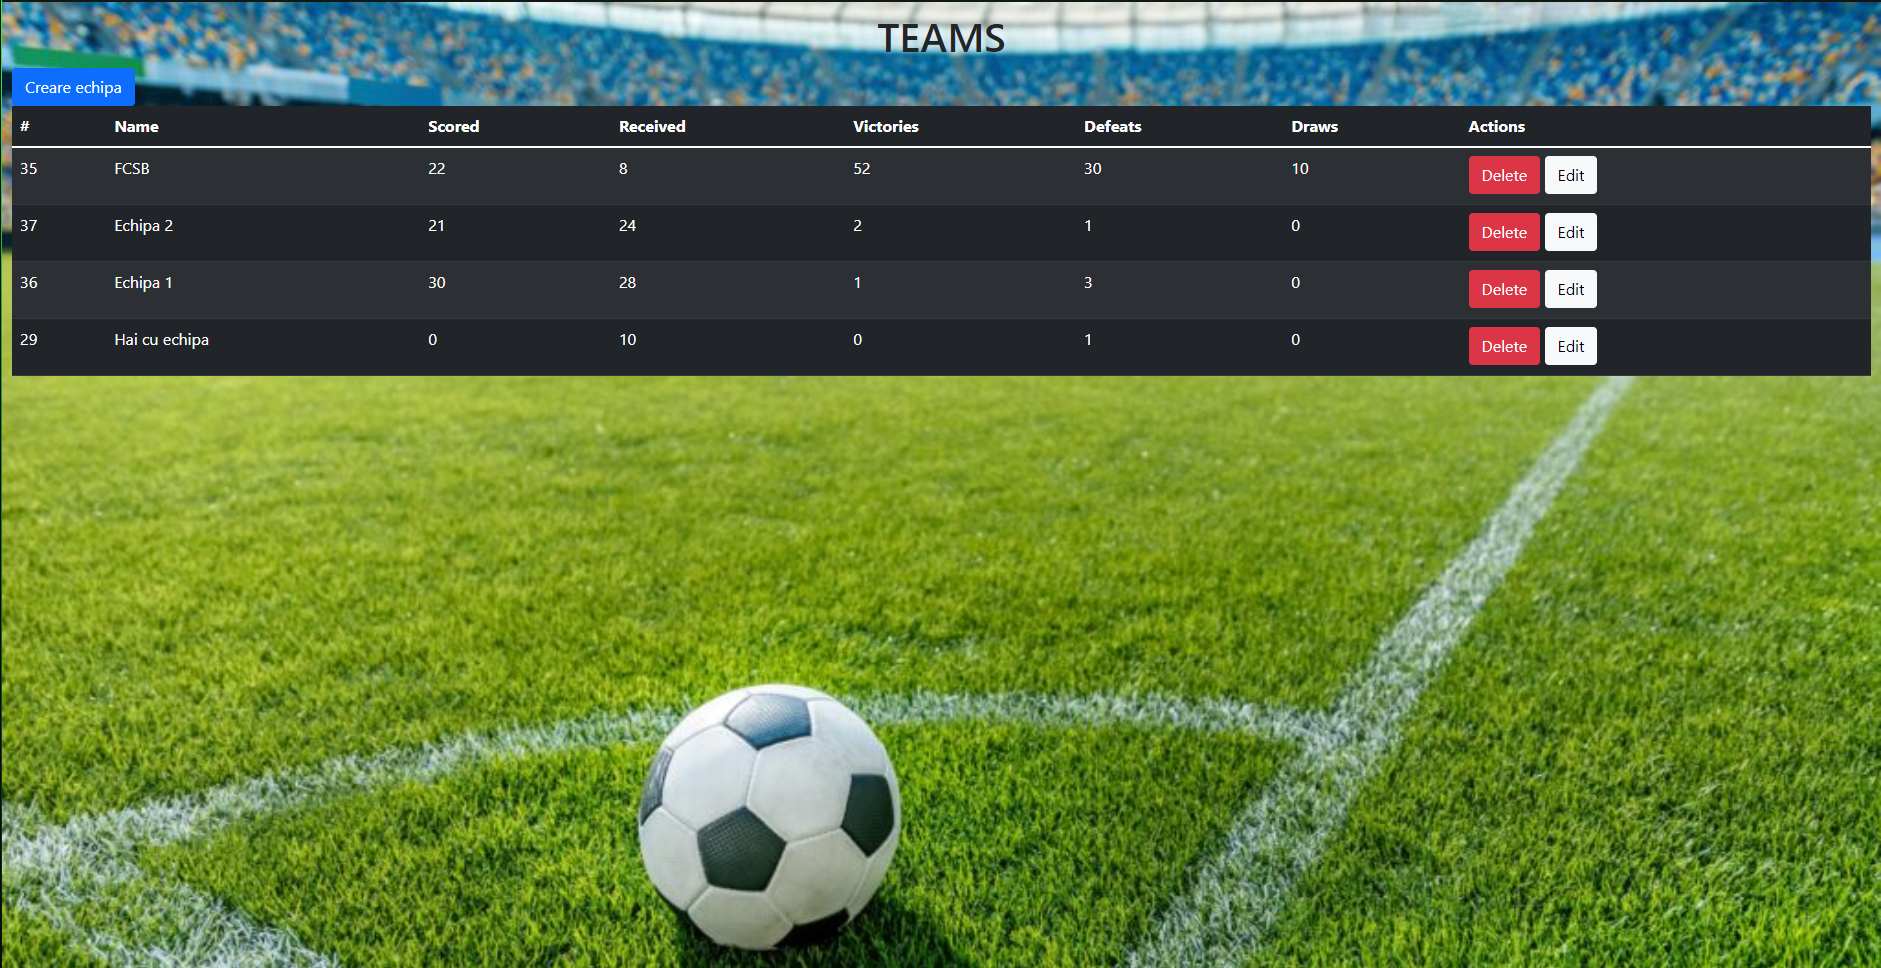 TEAMS
Creare echipa
# Name Scored Received Victories Defeats Draws Actions
35 FCSB 22 8 52 30 10 Delete Edit
37 Echipa 2 21 24 2 1 0 Delete Edit
36 Echipa 1 30 28 1 3 0 Delete Edit
29 Hai cu echipa 0 10 0 1 0 Delete Edit